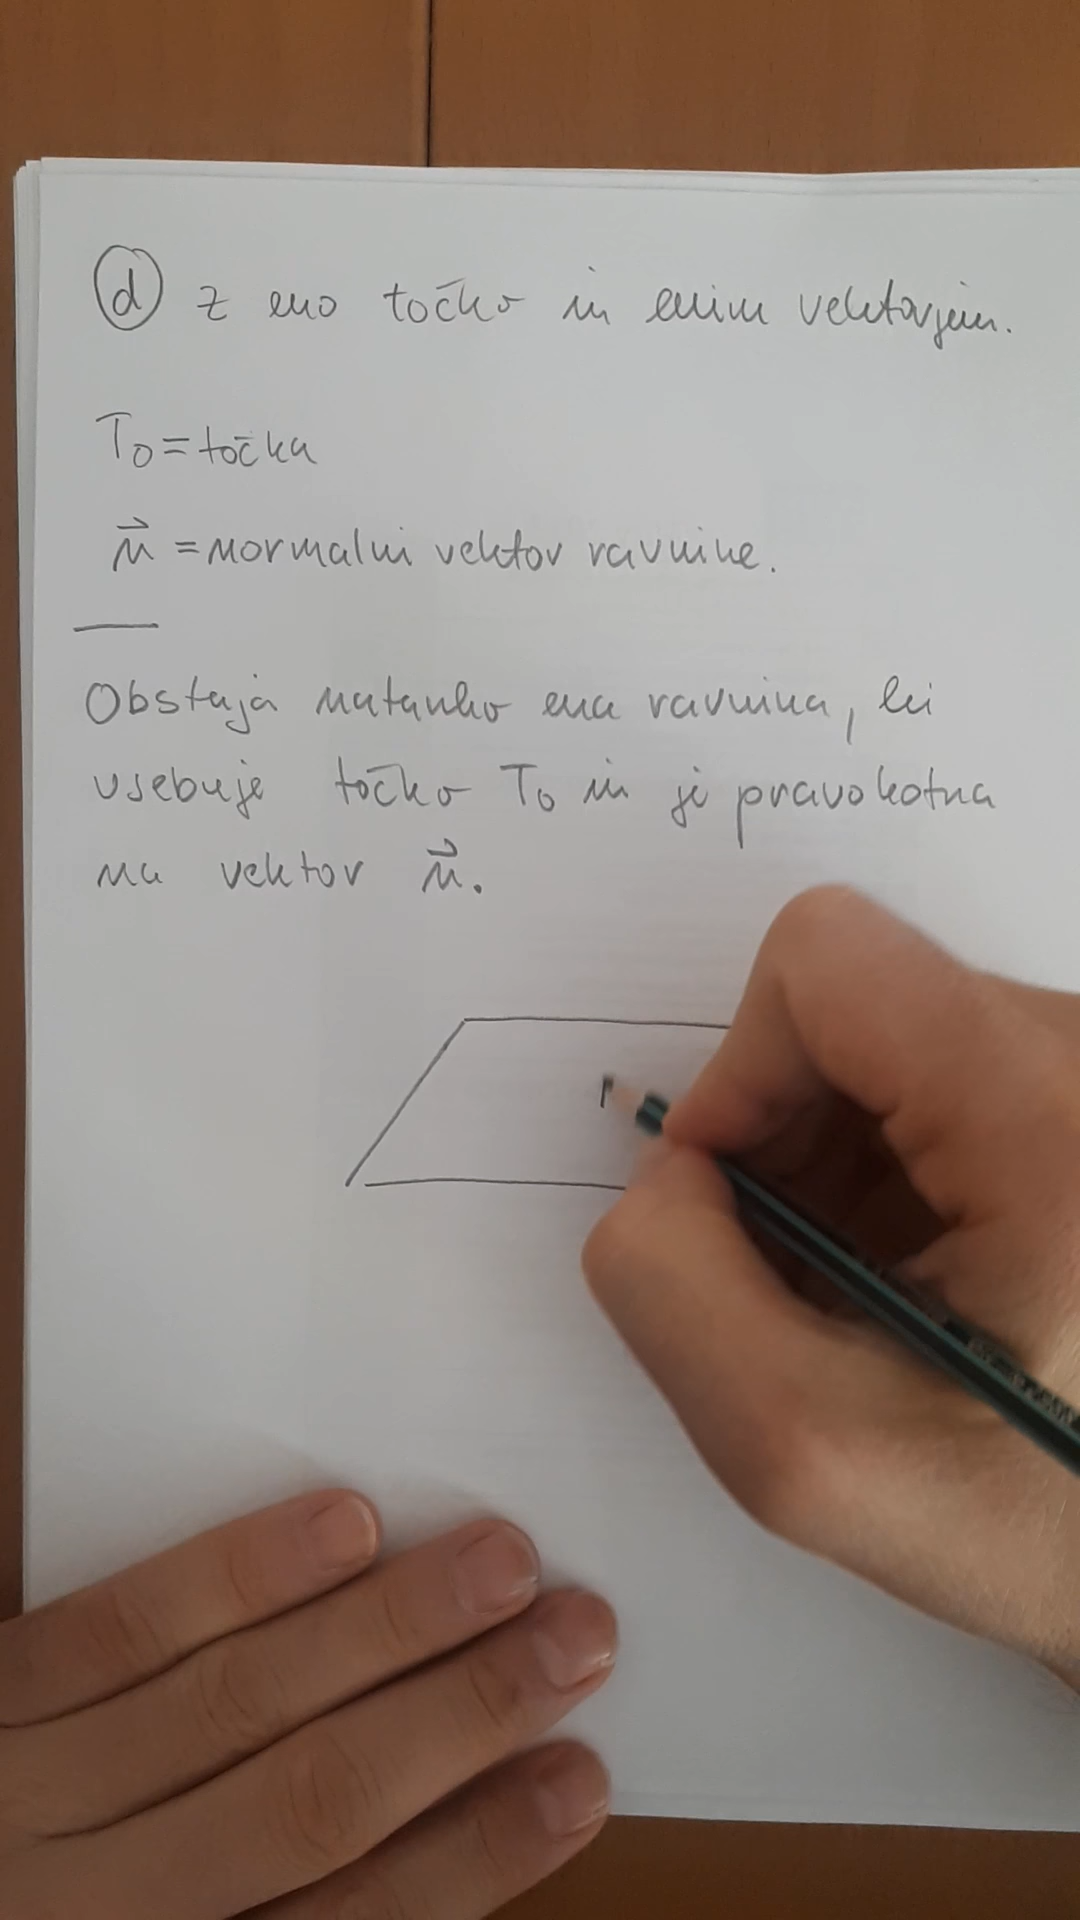 d z eno točko in enim vektorjem.
T₀ = točka
n⃗ = normalni vektor ravnine.
Obstaja natanko ena ravnina, ki
vsebuje točko T₀ in je pravokotna
na vektor n⃗.